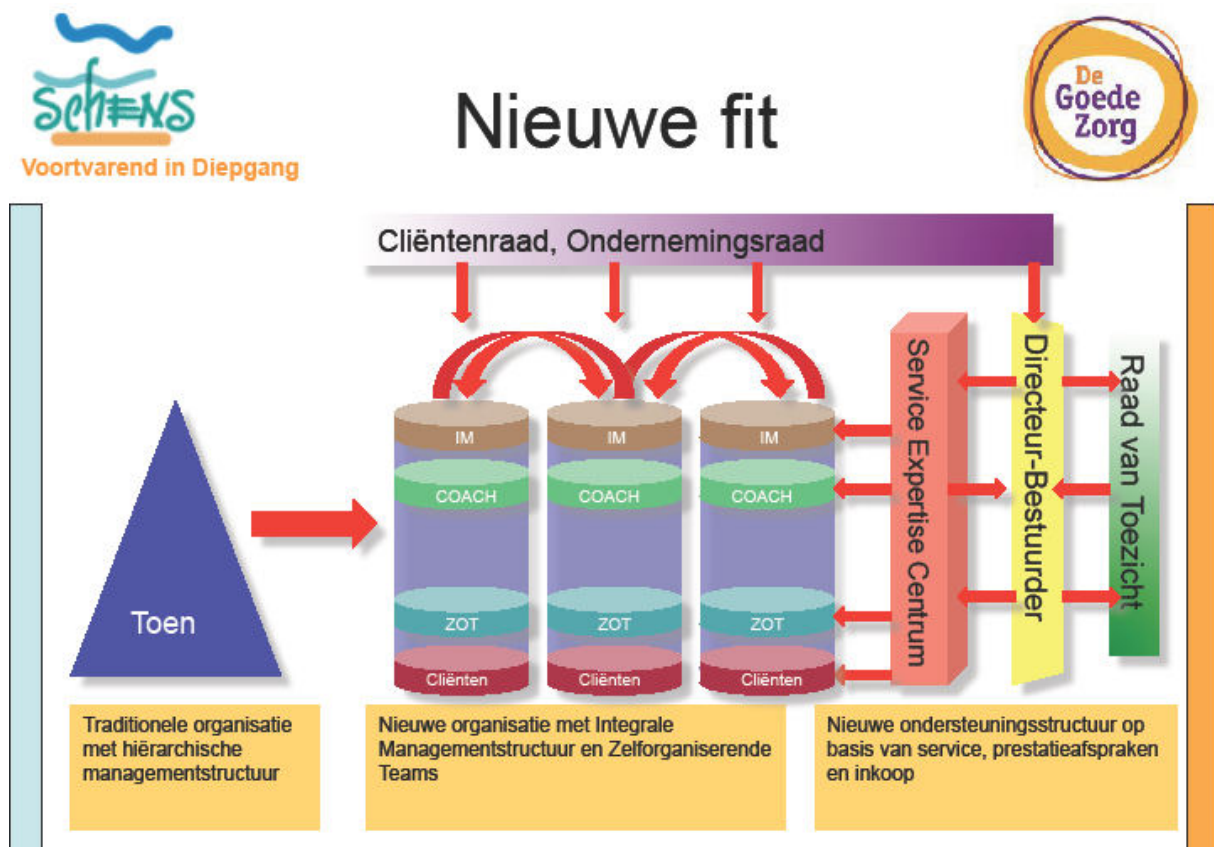 SCHENS
Voortvarend in Diepgang
Nieuwe fit
De
Goede
Zorg
Cliëntenraad, Ondernemingsraad
Toen
IM
IM
IM
COACH
COACH
COACH
ZOT
ZOT
ZOT
Cliënten
Cliënten
Cliënten
Service Expertise Centrum
Directeur-Bestuurder
Raad van Toezicht
Traditionele organisatie
met hiërarchische
managementstructuur
Nieuwe organisatie met Integrale
Managementstructuur en Zelforganiserende
Teams
Nieuwe ondersteuningsstructuur op
basis van service, prestatieafspraken
en inkoop